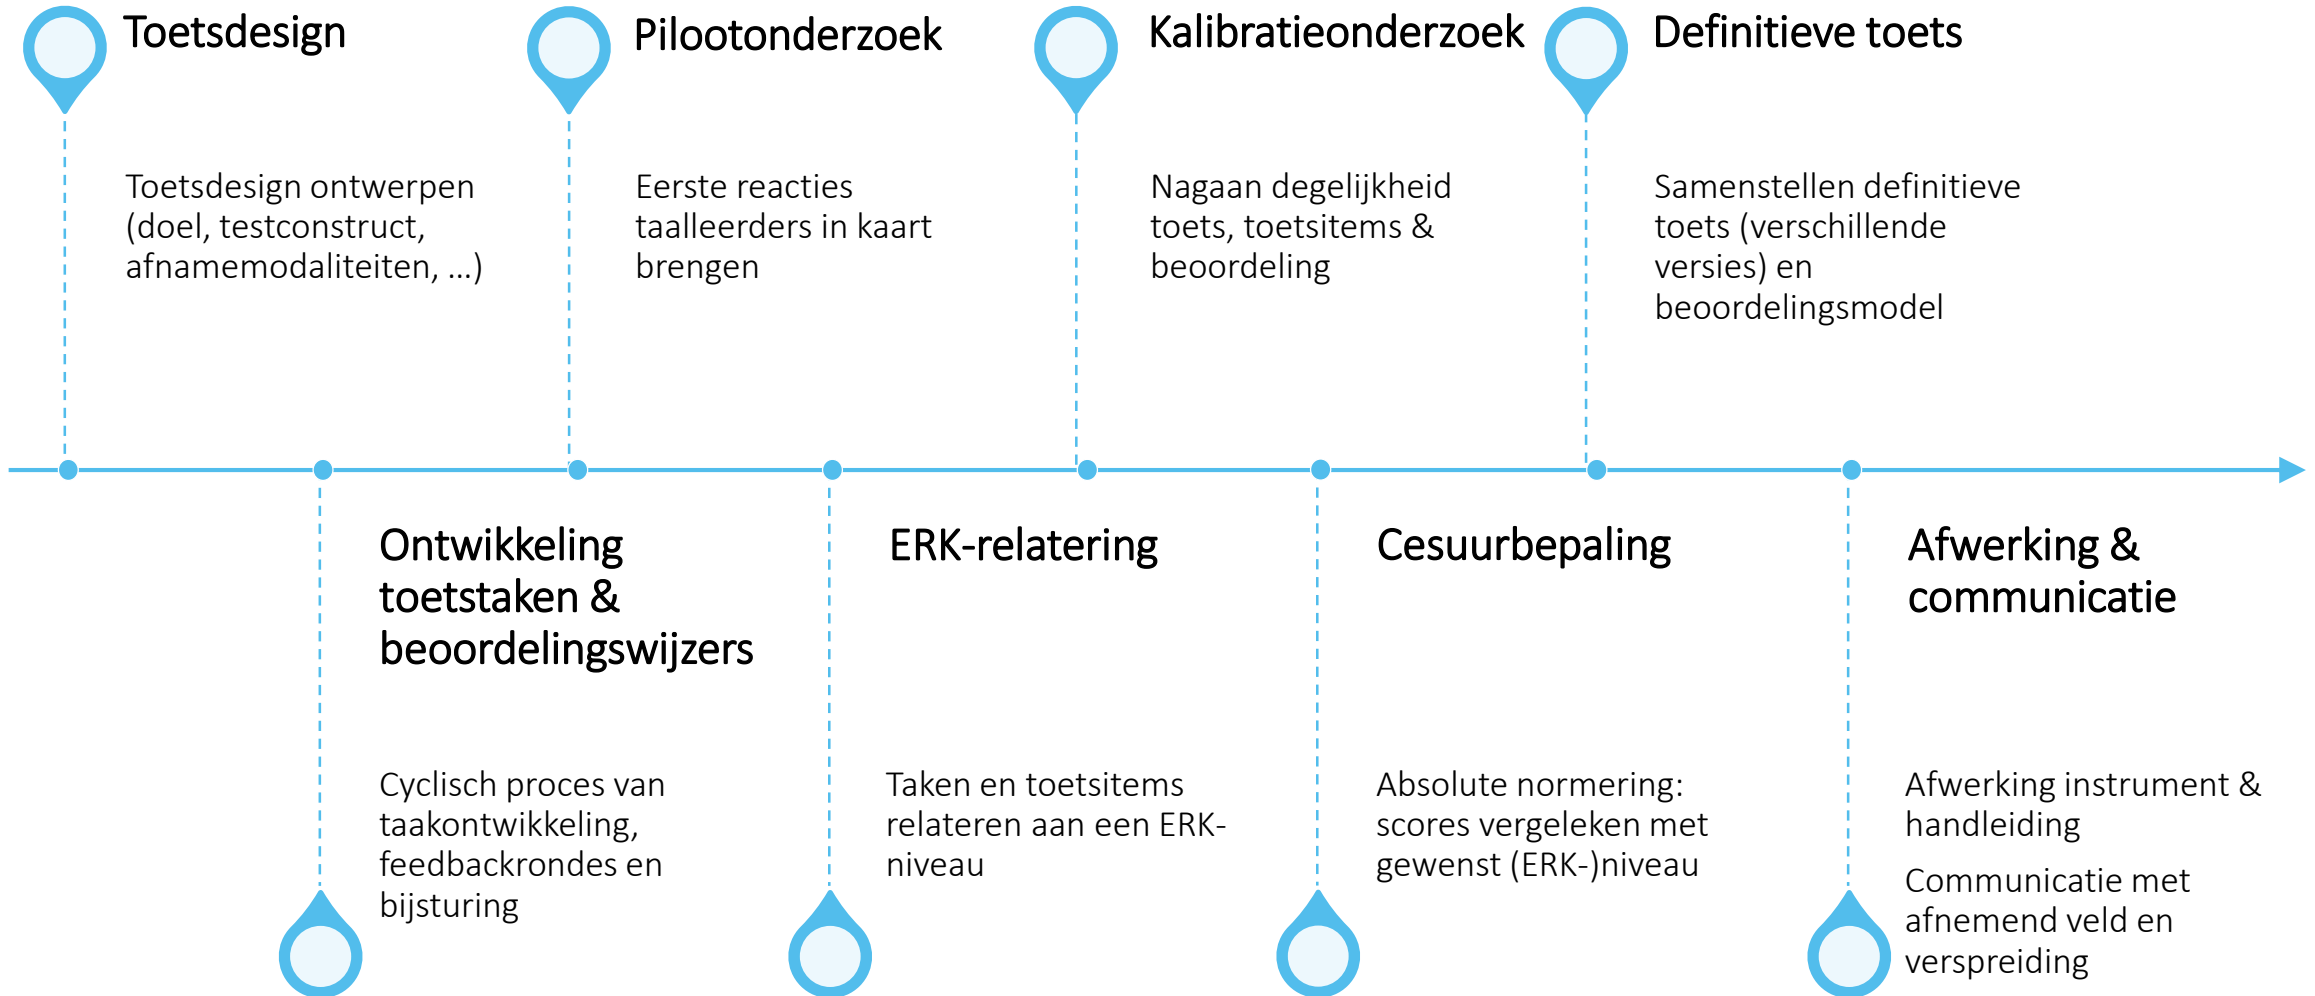 Toetsdesign
Toetsdesign ontwerpen
(doel, testconstruct,
afnamemodaliteiten, …)
Ontwikkeling
toetstaken &
beoordelingswijzers
Cyclisch proces van
taakontwikkeling,
feedbackrondes en
bijsturing
Pilootonderzoek
Eerste reacties
taalleerders in kaart
brengen
ERK-relatering
Taken en toetsitems
relateren aan een ERK-
niveau
Kalibratieonderzoek
Nagaan degelijkheid
toets, toetsitems &
beoordeling
Cesuurbepaling
Absolute normering:
scores vergeleken met
gewenst (ERK-)niveau
Definitieve toets
Samenstellen definitieve
toets (verschillende
versies) en
beoordelingsmodel
Afwerking &
communicatie
Afwerking instrument &
handleiding
Communicatie met
afnemend veld en
verspreiding